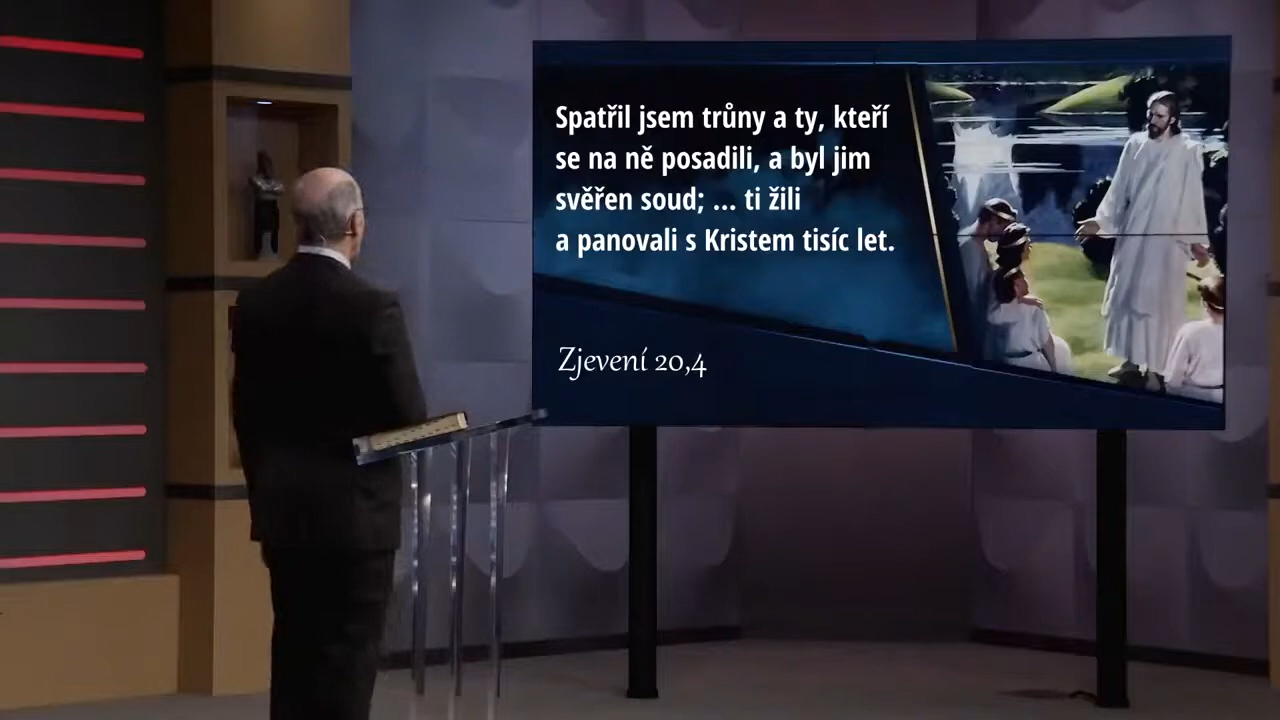 Spatřil jsem trůny a ty, kteří
se na ně posadili, a byl jim
svěřen soud; ... ti žili
a panovali s Kristem tisíc let.
Zjevení 20,4